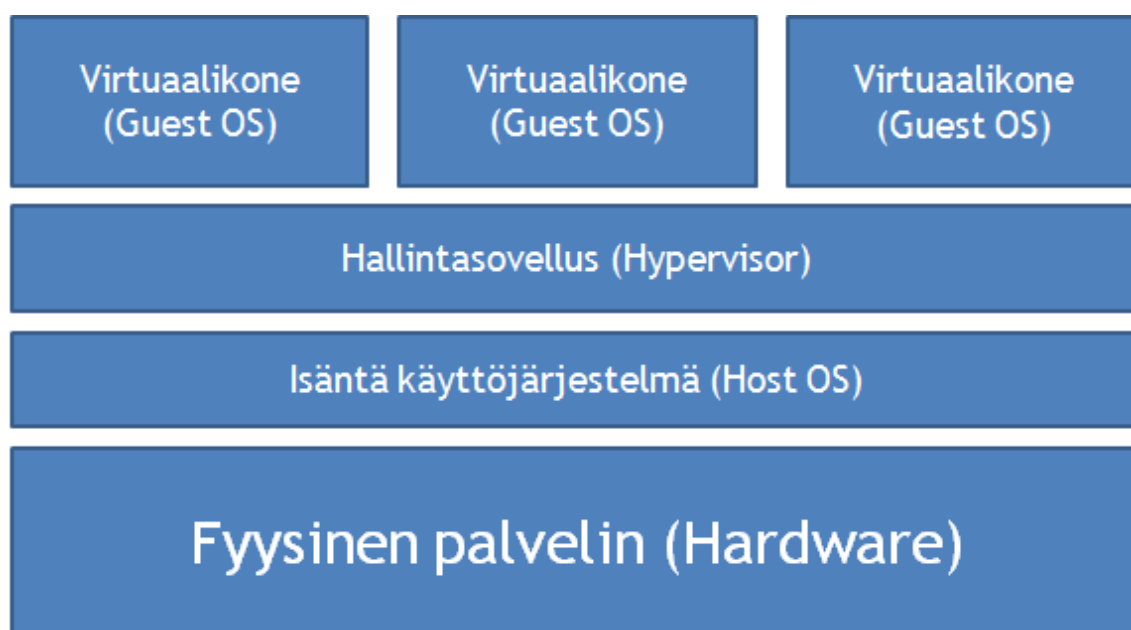 Virtuaalikone
(Guest OS)
Virtuaalikone
(Guest OS)
Virtuaalikone
(Guest OS)
Hallintasovellus (Hypervisor)
Isäntä käyttöjärjestelmä (Host OS)
Fyysinen palvelin (Hardware)